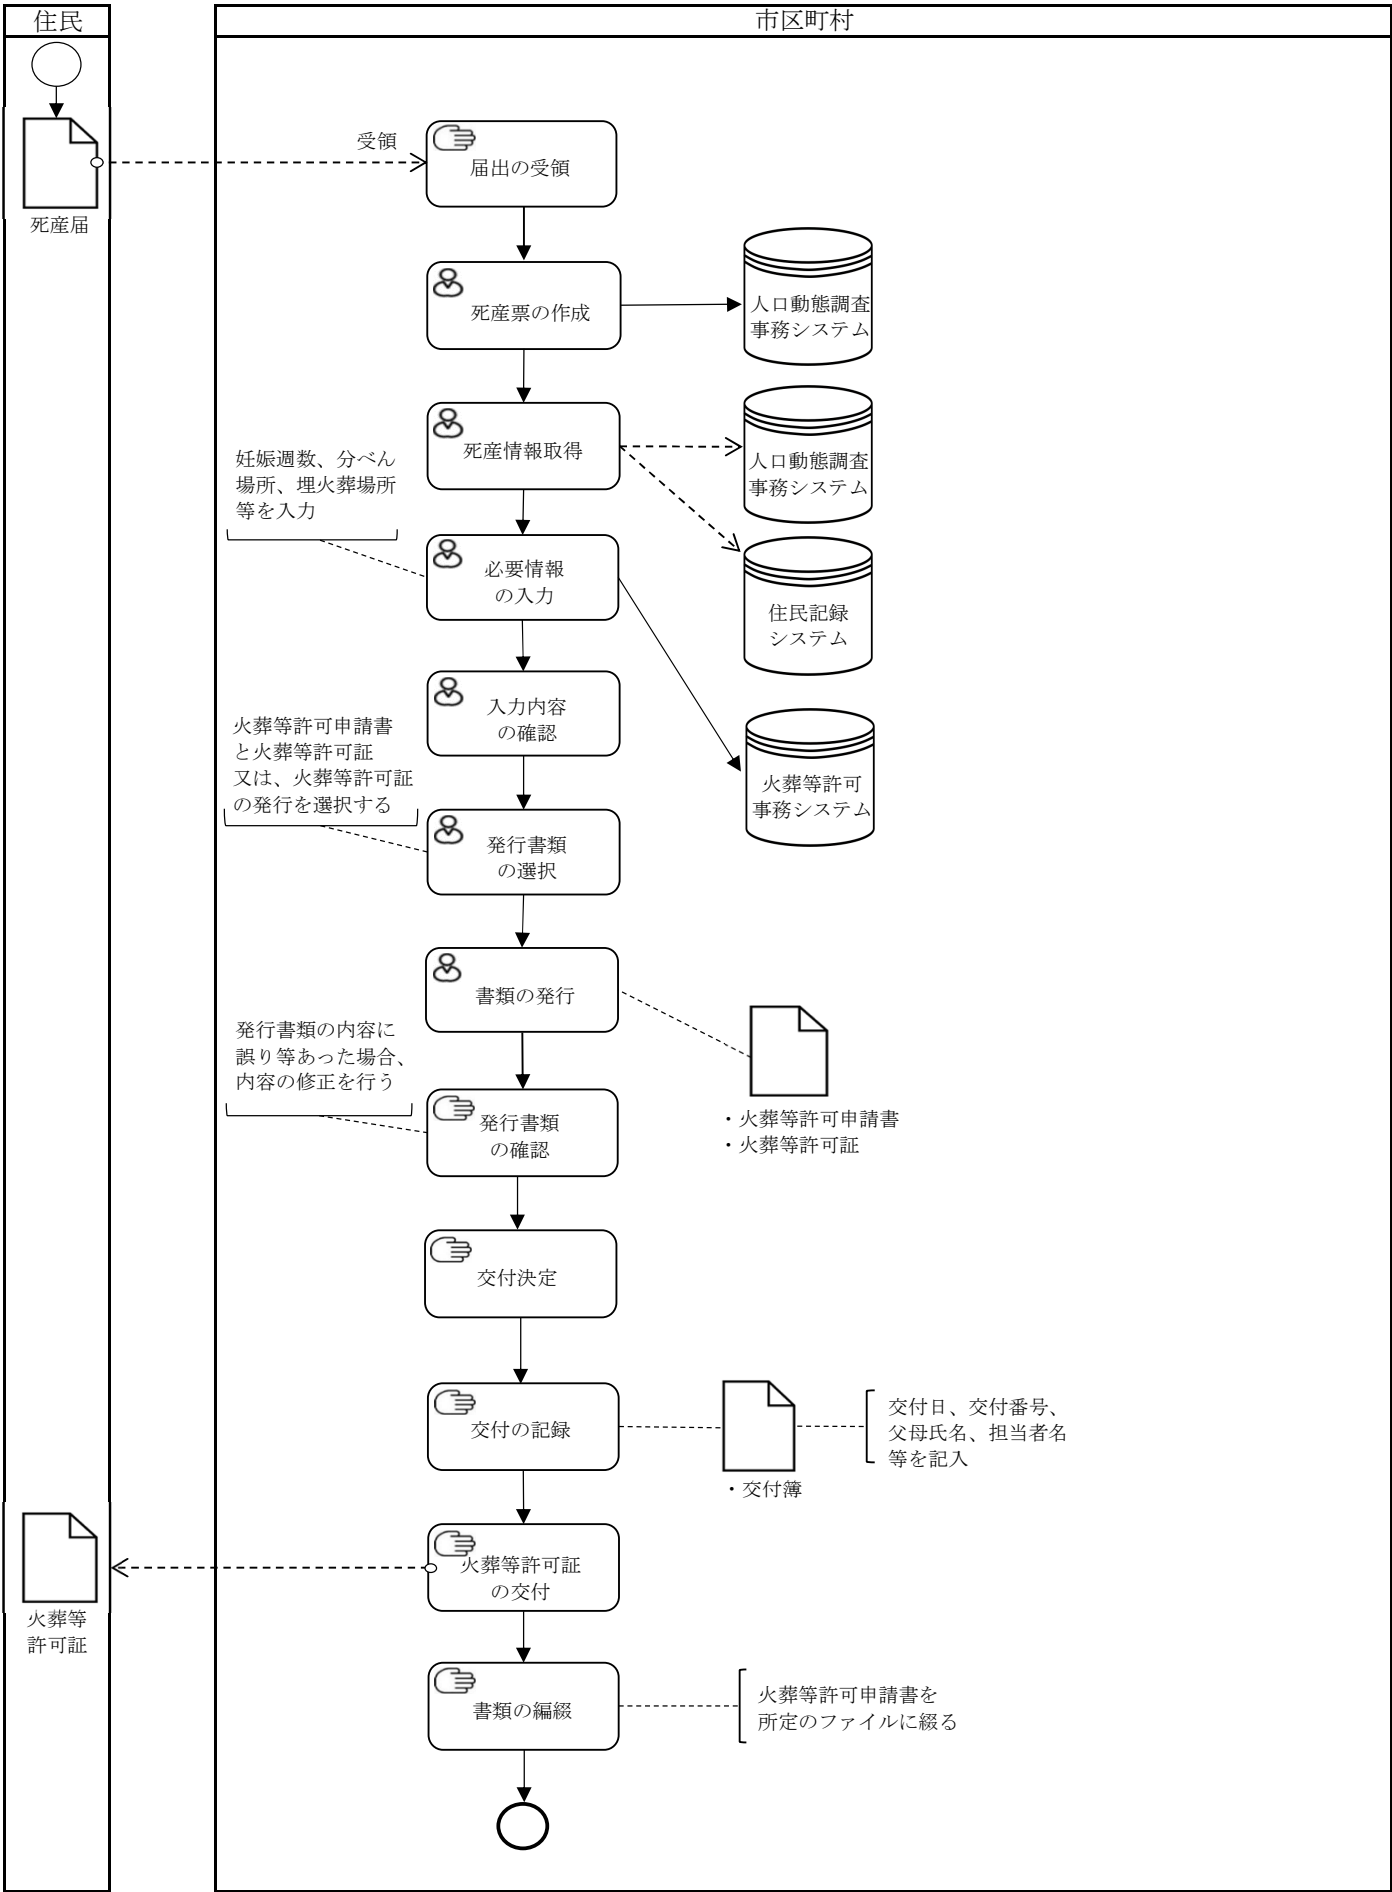 住民
市区町村
死産届
受領
届出の受領
死産票の作成
人口動態調査
事務システム
死産情報取得
人口動態調査
事務システム
住民記録
システム
妊娠週数、分べん
場所、埋火葬場所
等を入力
必要情報
の入力
火葬等許可
事務システム
入力内容
の確認
火葬等許可申請書
と火葬等許可証
又は、火葬等許可証
の発行を選択する
発行書類
の選択
書類の発行
・火葬等許可申請書
・火葬等許可証
発行書類の内容に
誤り等あった場合、
内容の修正を行う
発行書類
の確認
交付決定
交付の記録
・交付簿
交付日、交付番号、
父母氏名、担当者名
等を記入
火葬等許可証
の交付
火葬等
許可証
書類の編綴
火葬等許可申請書を
所定のファイルに綴る